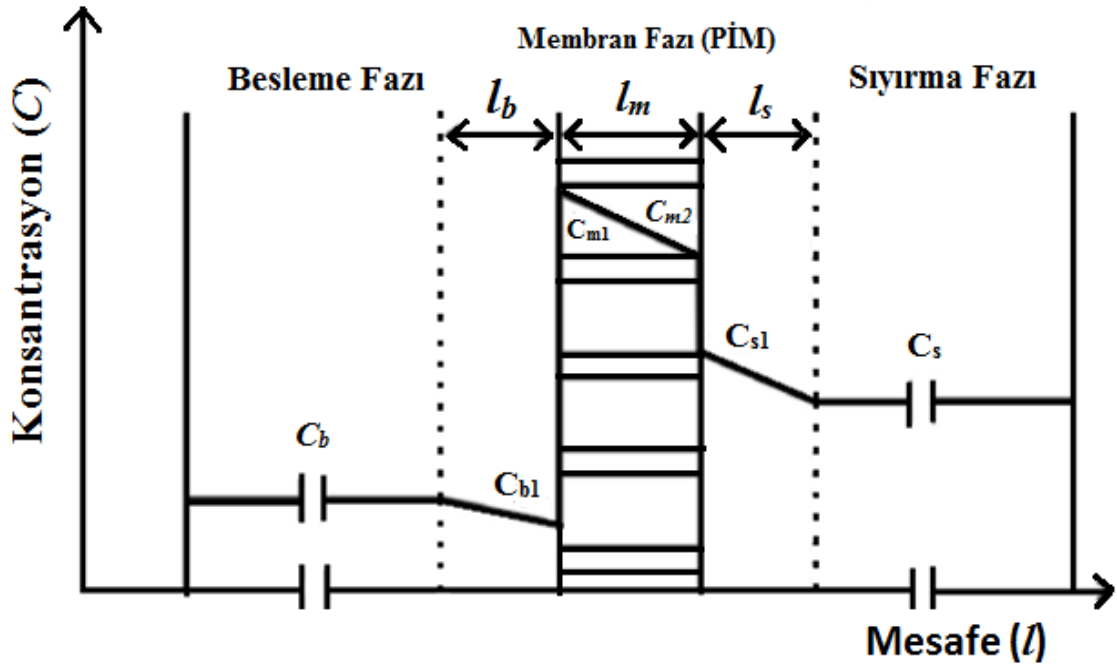 Membran Fazı (PİM)
Besleme Fazı
Sıyırma Fazı
l_b
l_m
l_s
Konsantrasyon (C)
C_m1
C_m2
C_s1
C_s
C_b
C_b1
Mesafe (l)